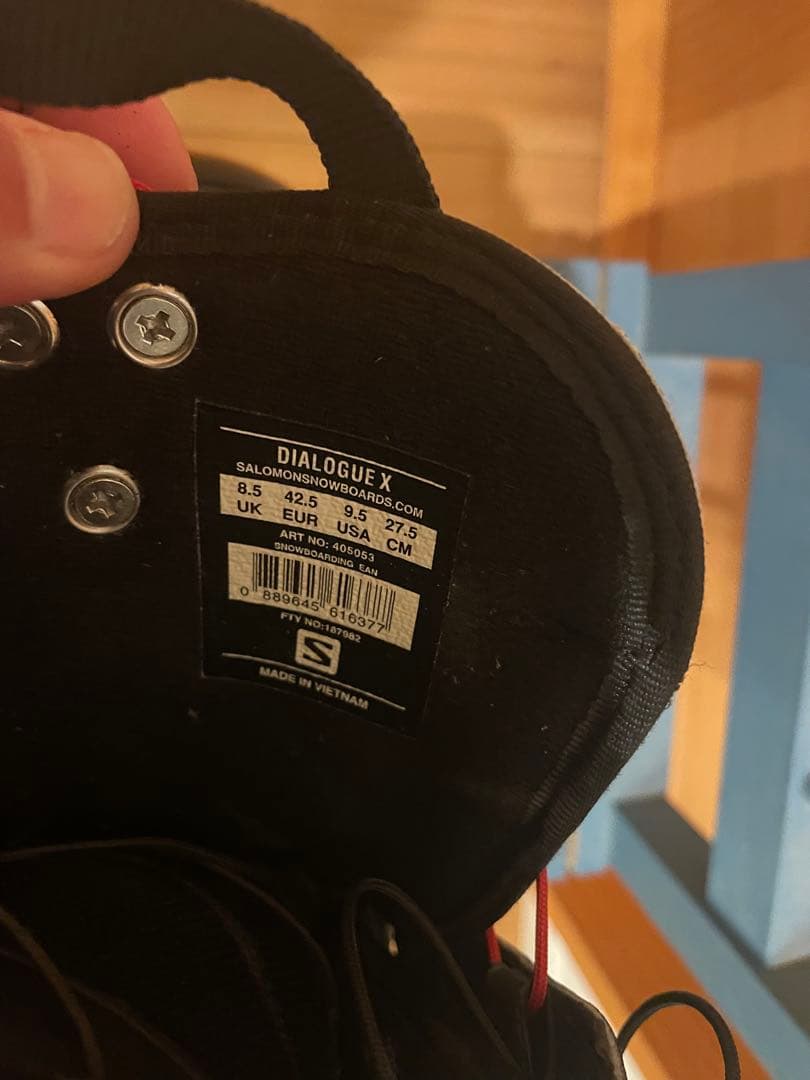 DIALOGUE X
SALOMONSNOWBOARDS.COM
8.5 42.5 9.5 27.5
UK EUR USA CM
ART NO: 405053
SNOWBOARDING EAN
0 889645 616377
FTY NO:187982
S
MADE IN VIETNAM